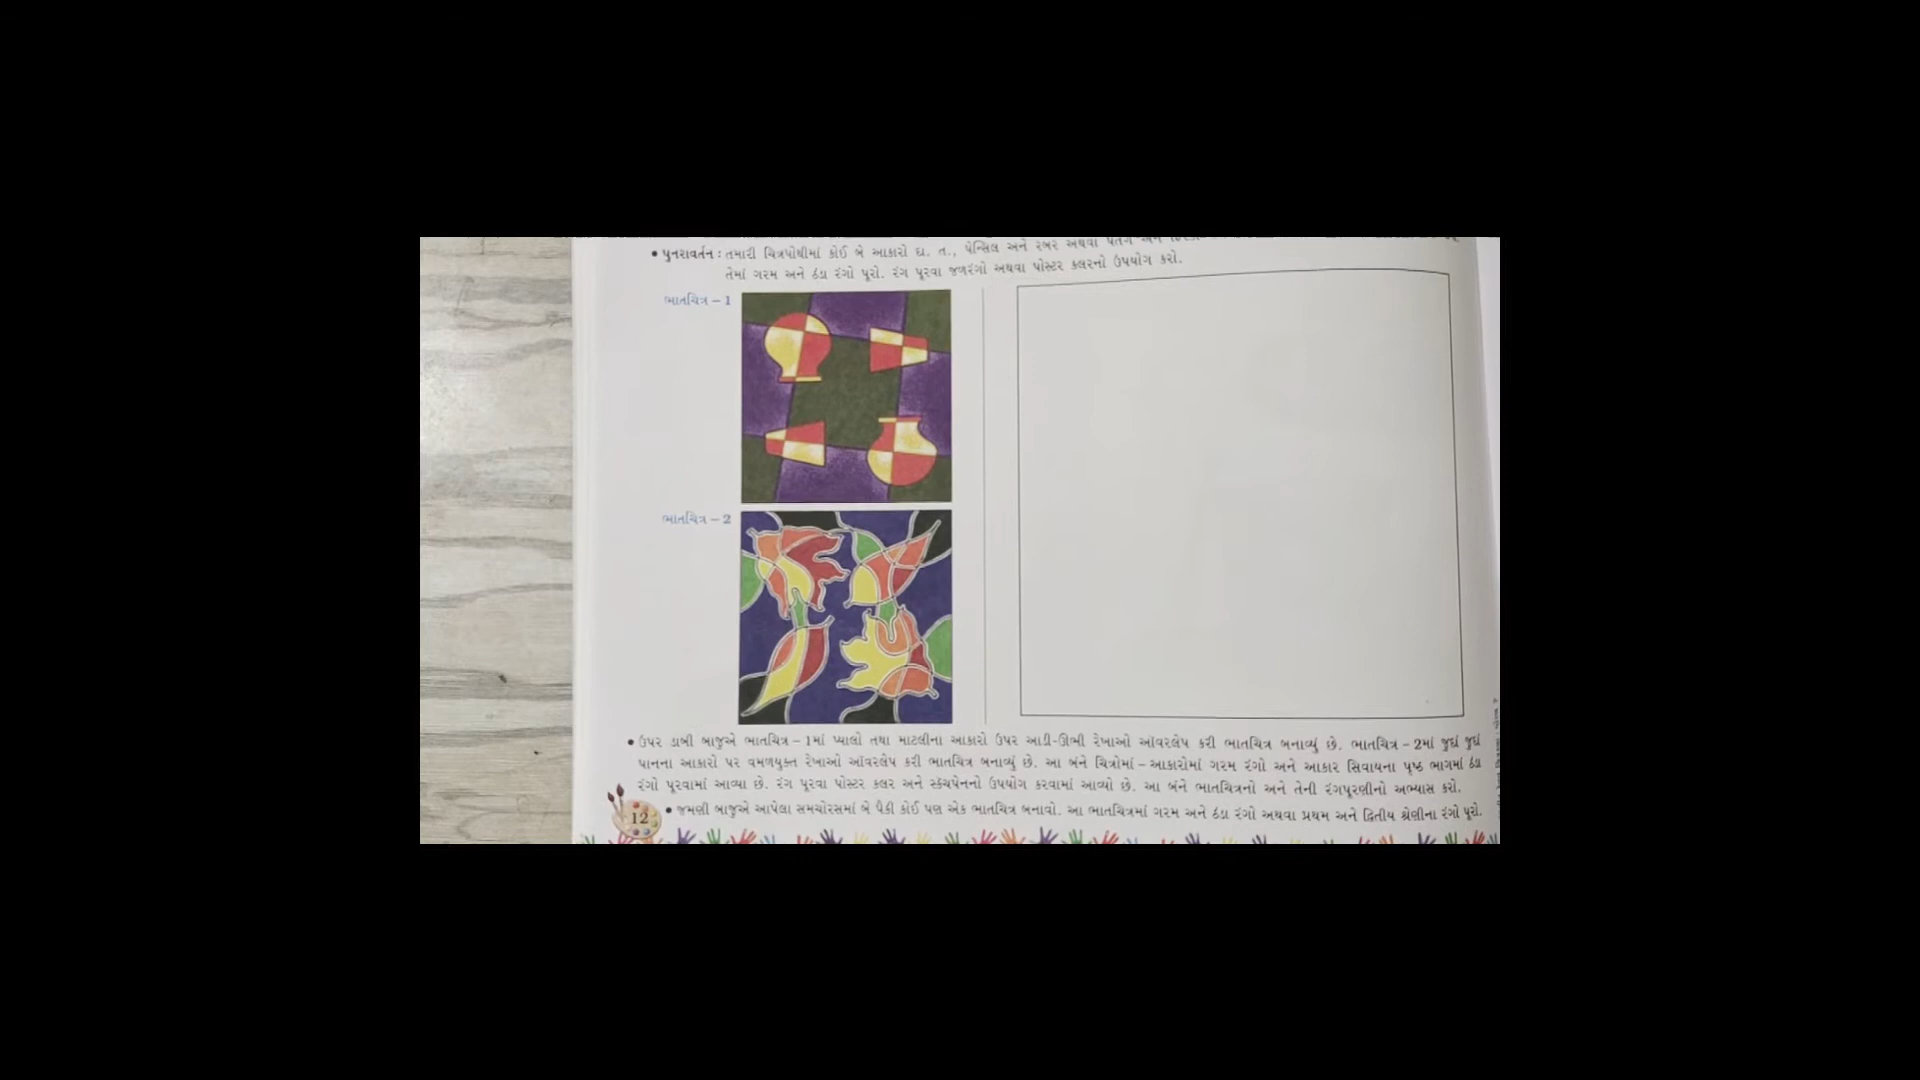 • પુનરાવર્તન : તમારી ચિત્રપોથીમાં કોઈ બે આકારો દા. ત., પેન્સિલ અને રબર અથવા પતંગ અને
તેમાં ગરમ અને ઠંડા રંગો પૂરો. રંગ પૂરવા જળરંગો અથવા પોસ્ટર કલરનો ઉપયોગ કરો.
ભાતચિત્ર – 1
ભાતચિત્ર – 2
• ઉપર ડાબી બાજુએ ભાતચિત્ર – 1માં પ્યાલો તથા માટલીના આકારો ઉપર આડી-ઊભી રેખાઓ ઑવરલેપ કરી ભાતચિત્ર બનાવ્યું છે. ભાતચિત્ર – 2માં જુદાં જુદાં
પાનના આકારો પર વમળયુક્ત રેખાઓ ઑવરલેપ કરી ભાતચિત્ર બનાવ્યું છે. આ બંને ચિત્રોમાં – આકારોમાં ગરમ રંગો અને આકાર સિવાયના પૃષ્ઠ ભાગમાં ઠંડા
રંગો પૂરવામાં આવ્યા છે. રંગ પૂરવા પોસ્ટર કલર અને સ્કેચપેનનો ઉપયોગ કરવામાં આવ્યો છે. આ બંને ભાતચિત્રનો અને તેની રંગપૂરણીનો અભ્યાસ કરો.
• જમણી બાજુએ આપેલા સમચોરસમાં બે પૈકી કોઈ પણ એક ભાતચિત્ર બનાવો. આ ભાતચિત્રમાં ગરમ અને ઠંડા રંગો અથવા પ્રથમ અને દ્વિતીય શ્રેણીના રંગો પૂરો.
12